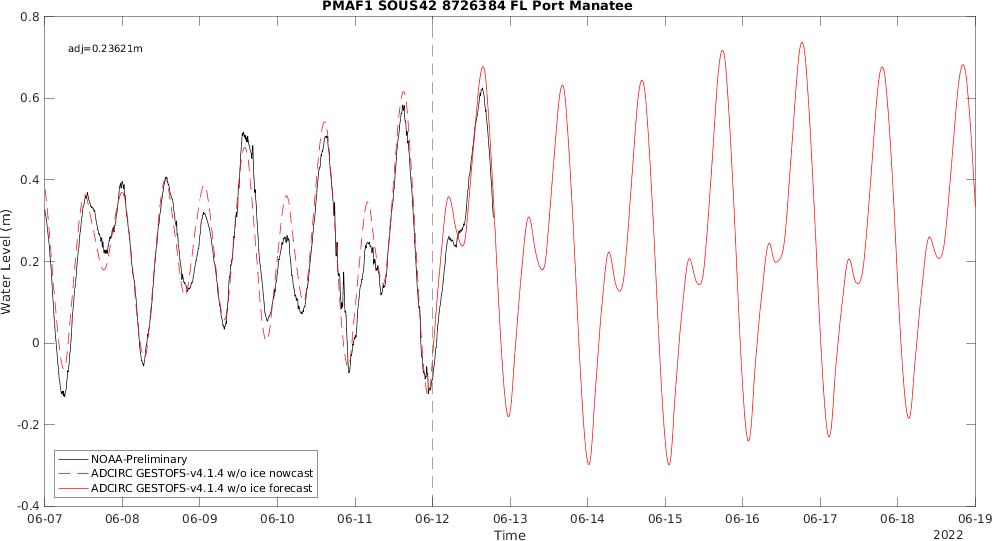 PMAF1 SOUS42 8726384 FL Port Manatee
adj=0.23621m
0.8
0.6
0.4
0.2
0
-0.2
-0.4
Water Level (m)
NOAA-Preliminary
ADCIRC GESTOFS-v4.1.4 w/o ice nowcast
ADCIRC GESTOFS-v4.1.4 w/o ice forecast
06-07 06-08 06-09 06-10 06-11 06-12 06-13 06-14 06-15 06-16 06-17 06-18 06-19
Time
2022